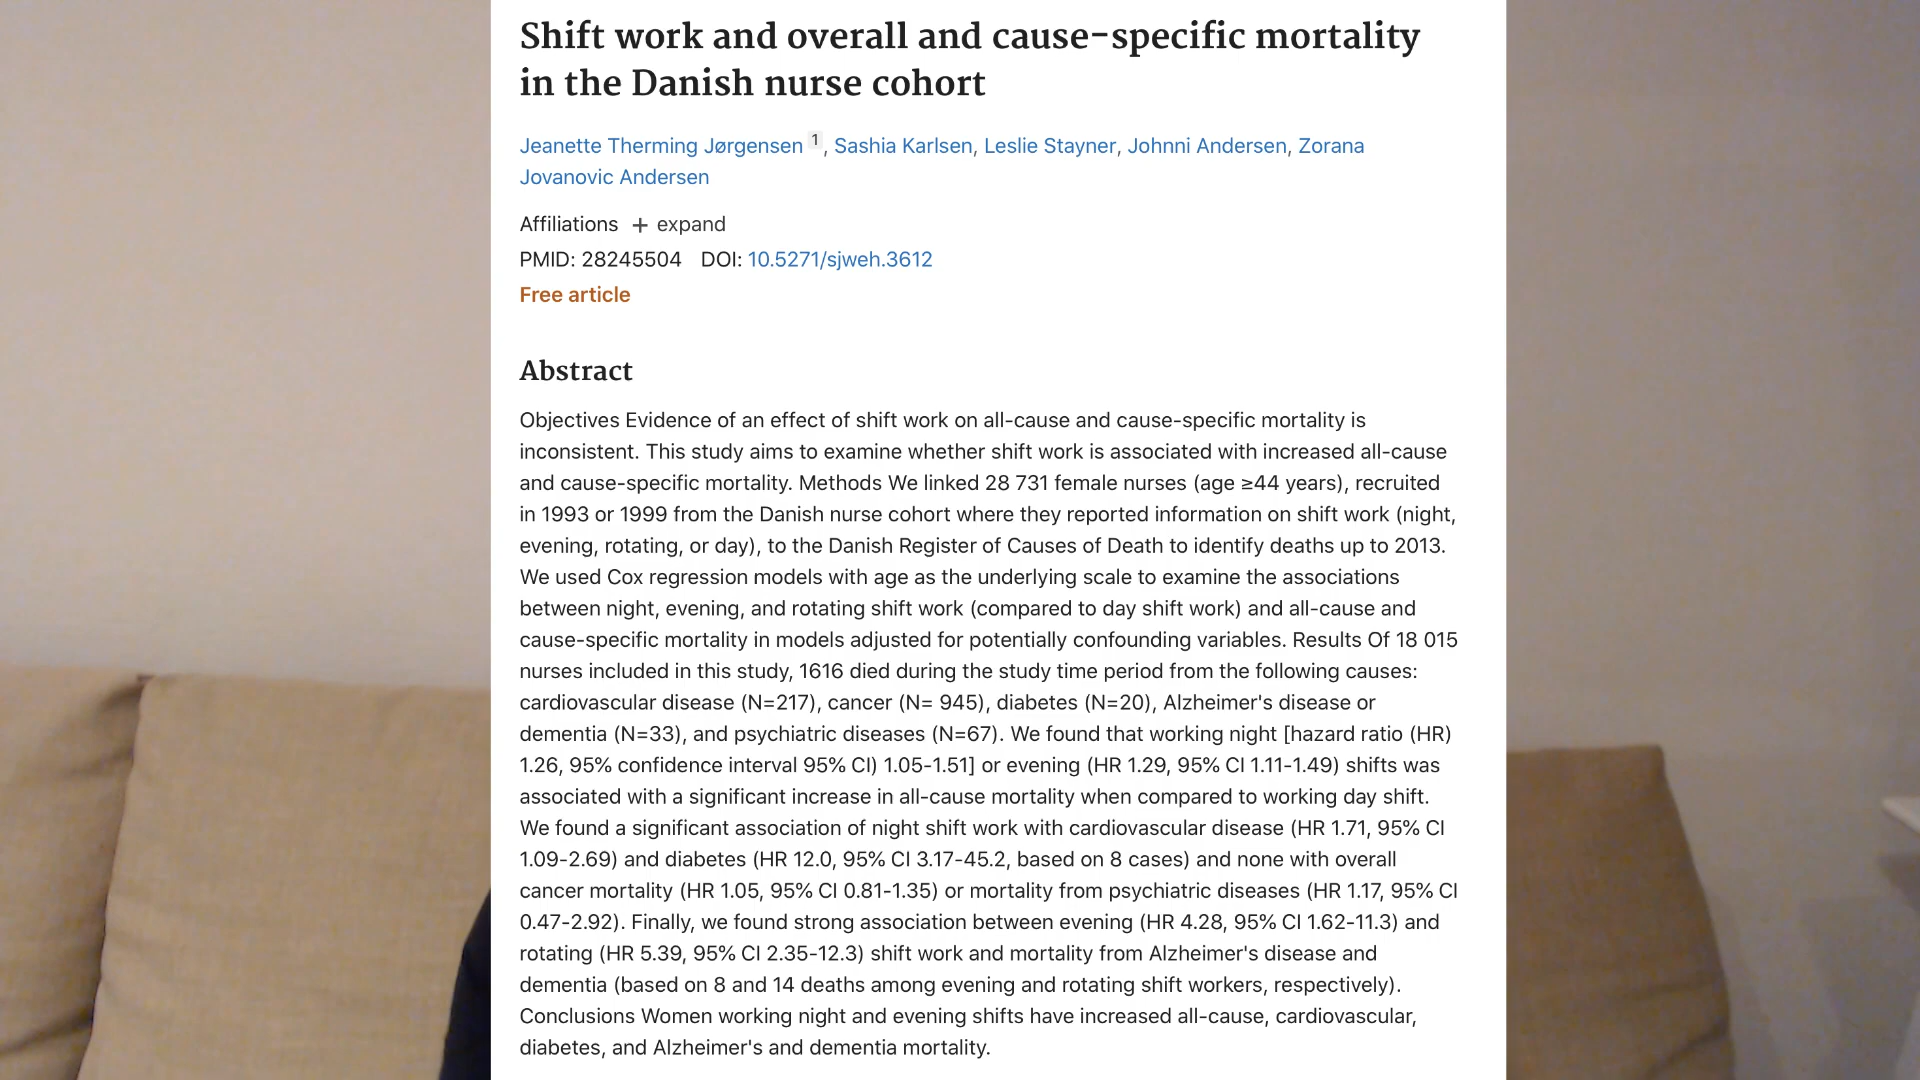 Shift work and overall and cause-specific mortality
in the Danish nurse cohort
Jeanette Therming Jørgensen 1, Sashia Karlsen, Leslie Stayner, Johnni Andersen, Zorana
Jovanovic Andersen
Affiliations + expand
PMID: 28245504 DOI: 10.5271/sjweh.3612
Free article
Abstract
Objectives Evidence of an effect of shift work on all-cause and cause-specific mortality is
inconsistent. This study aims to examine whether shift work is associated with increased all-cause
and cause-specific mortality. Methods We linked 28 731 female nurses (age ≥44 years), recruited
in 1993 or 1999 from the Danish nurse cohort where they reported information on shift work (night,
evening, rotating, or day), to the Danish Register of Causes of Death to identify deaths up to 2013.
We used Cox regression models with age as the underlying scale to examine the associations
between night, evening, and rotating shift work (compared to day shift work) and all-cause and
cause-specific mortality in models adjusted for potentially confounding variables. Results Of 18 015
nurses included in this study, 1616 died during the study time period from the following causes:
cardiovascular disease (N=217), cancer (N= 945), diabetes (N=20), Alzheimer's disease or
dementia (N=33), and psychiatric diseases (N=67). We found that working night [hazard ratio (HR)
1.26, 95% confidence interval 95% CI) 1.05-1.51] or evening (HR 1.29, 95% CI 1.11-1.49) shifts was
associated with a significant increase in all-cause mortality when compared to working day shift.
We found a significant association of night shift work with cardiovascular disease (HR 1.71, 95% CI
1.09-2.69) and diabetes (HR 12.0, 95% CI 3.17-45.2, based on 8 cases) and none with overall
cancer mortality (HR 1.05, 95% CI 0.81-1.35) or mortality from psychiatric diseases (HR 1.17, 95% CI
0.47-2.92). Finally, we found strong association between evening (HR 4.28, 95% CI 1.62-11.3) and
rotating (HR 5.39, 95% CI 2.35-12.3) shift work and mortality from Alzheimer's disease and
dementia (based on 8 and 14 deaths among evening and rotating shift workers, respectively).
Conclusions Women working night and evening shifts have increased all-cause, cardiovascular,
diabetes, and Alzheimer's and dementia mortality.